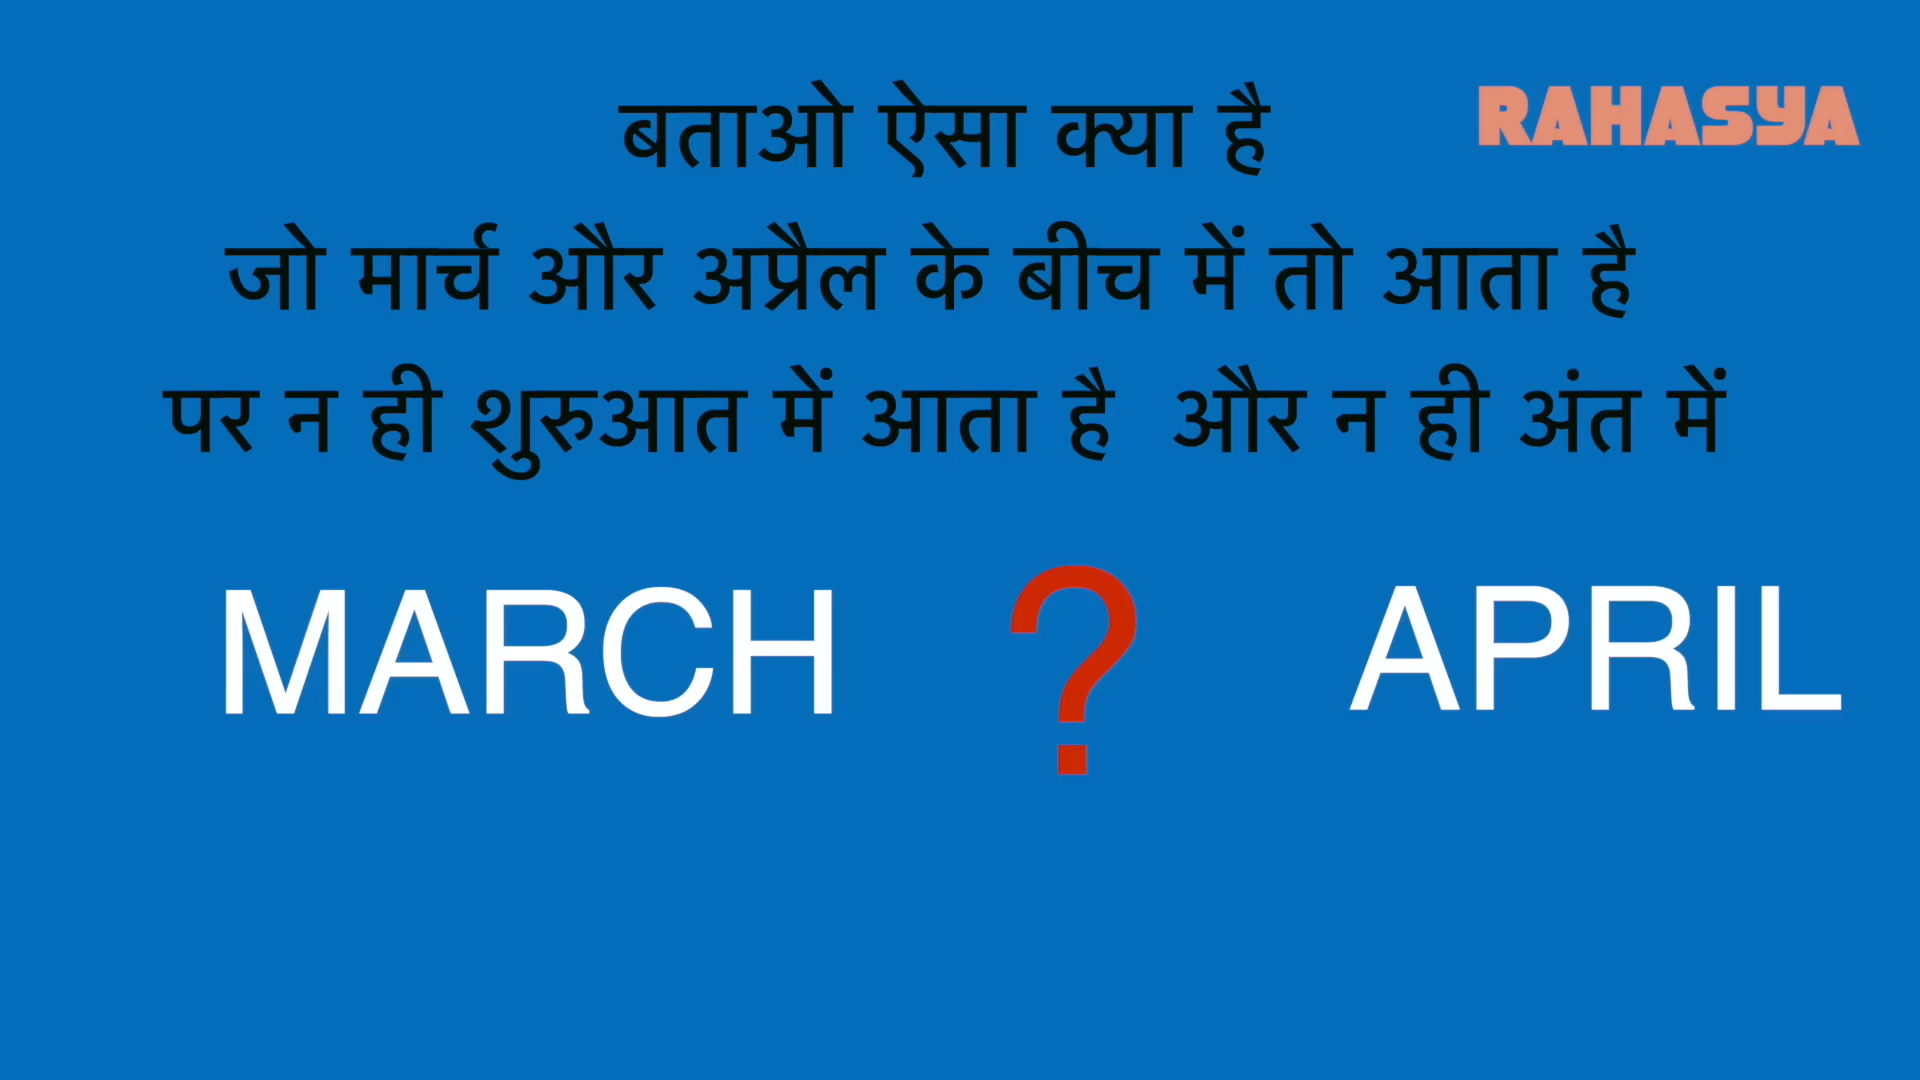 बताओ ऐसा क्या है
RAHASYA
जो मार्च और अप्रैल के बीच में तो आता है
पर न ही शुरुआत में आता है और न ही अंत में
MARCH ? APRIL